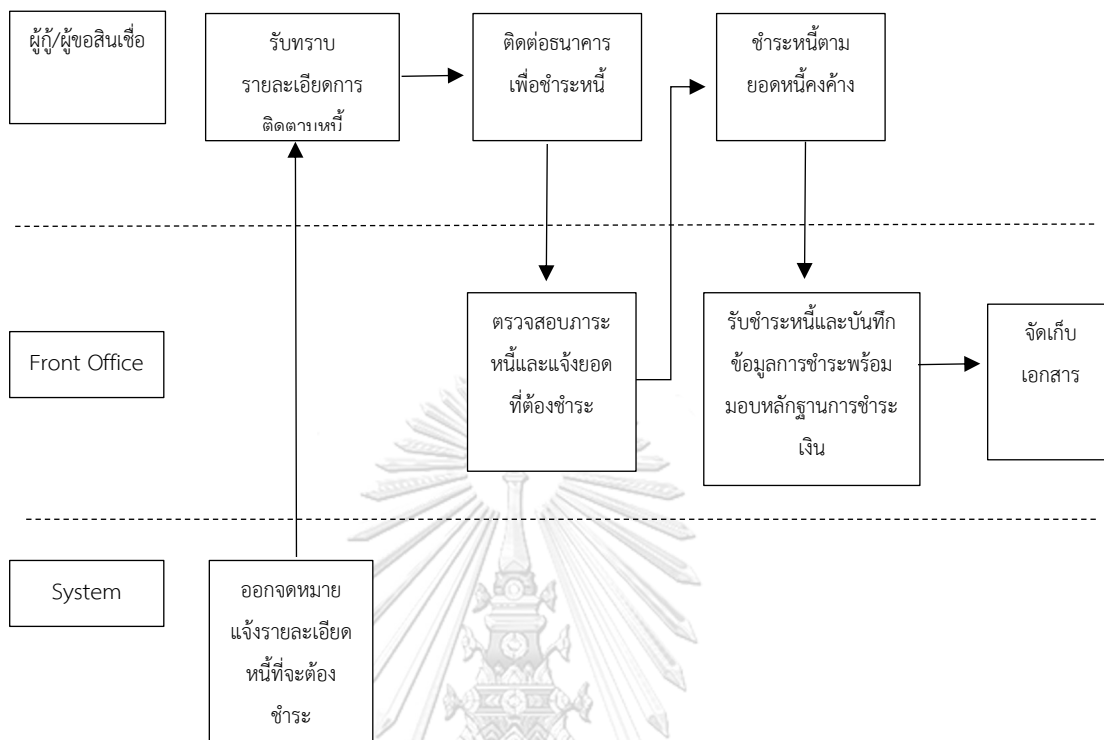 ผู้กู้/ผู้ขอสินเชื่อ
รับทราบ
รายละเอียดการ
ติดตามหนี้
ติดต่อธนาคาร
เพื่อชำระหนี้
ชำระหนี้ตาม
ยอดหนี้คงค้าง
Front Office
ตรวจสอบภาระ
หนี้และแจ้งยอด
ที่ต้องชำระ
รับชำระหนี้และบันทึก
ข้อมูลการชำระพร้อม
มอบหลักฐานการชำระ
เงิน
จัดเก็บ
เอกสาร
System
ออกจดหมาย
แจ้งรายละเอียด
หนี้ที่จะต้อง
ชำระ